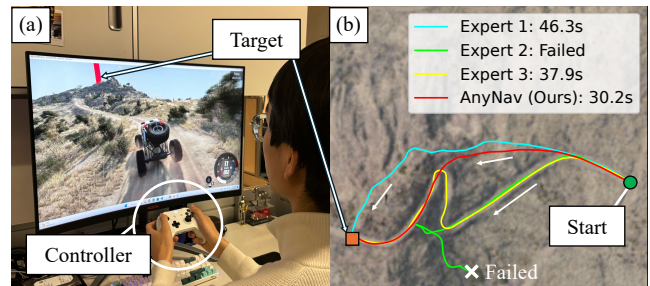 (a)
Target
Controller
(b)
Expert 1: 46.3s
Expert 2: Failed
Expert 3: 37.9s
AnyNav (Ours): 30.2s
Start
Failed